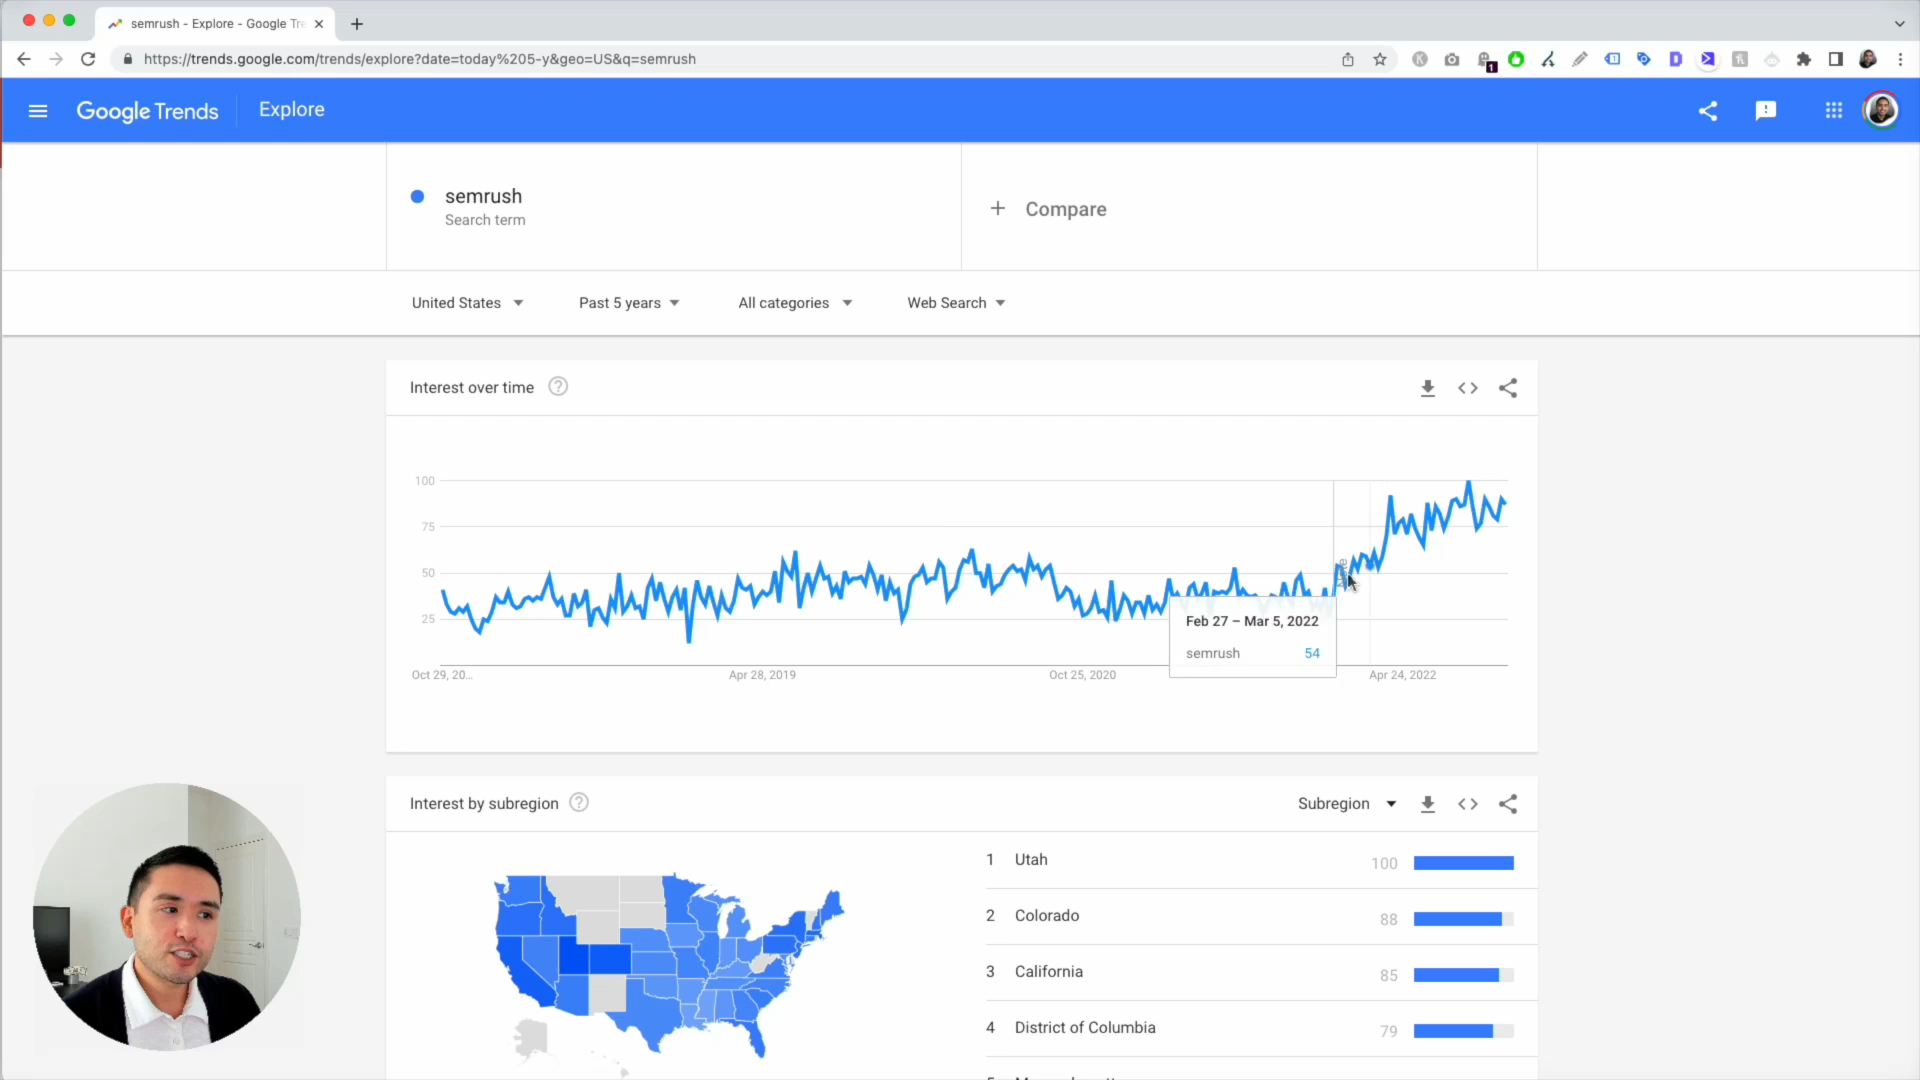 semrush - Explore - Google Tre
https://trends.google.com/trends/explore?date=today%205-y&geo=US&q=semrush
1
Google Trends
Explore
semrush
Search term
+ Compare
United States
Past 5 years
All categories
Web Search
Interest over time
100
75
50
25
Note
Feb 27 – Mar 5, 2022
semrush 54
Oct 29, 20...
Apr 28, 2019
Oct 25, 2020
Apr 24, 2022
Interest by subregion
Subregion
1 Utah 100
2 Colorado 88
3 California 85
4 District of Columbia 79